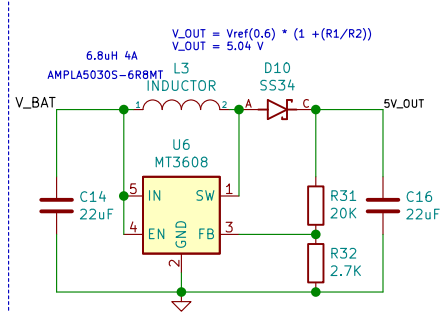 V_OUT = Vref(0.6) * (1 +(R1/R2))
V_OUT = 5.04 V
6.8uH 4A
AMPLA5030S-6R8MT
L3
INDUCTOR
D10
SS34
V_BAT
1
2
A
C
5V_OUT
U6
MT3608
C14
22uF
5
IN
SW
1
4
EN
GND
FB
3
2
R31
20K
C16
22uF
R32
2.7K